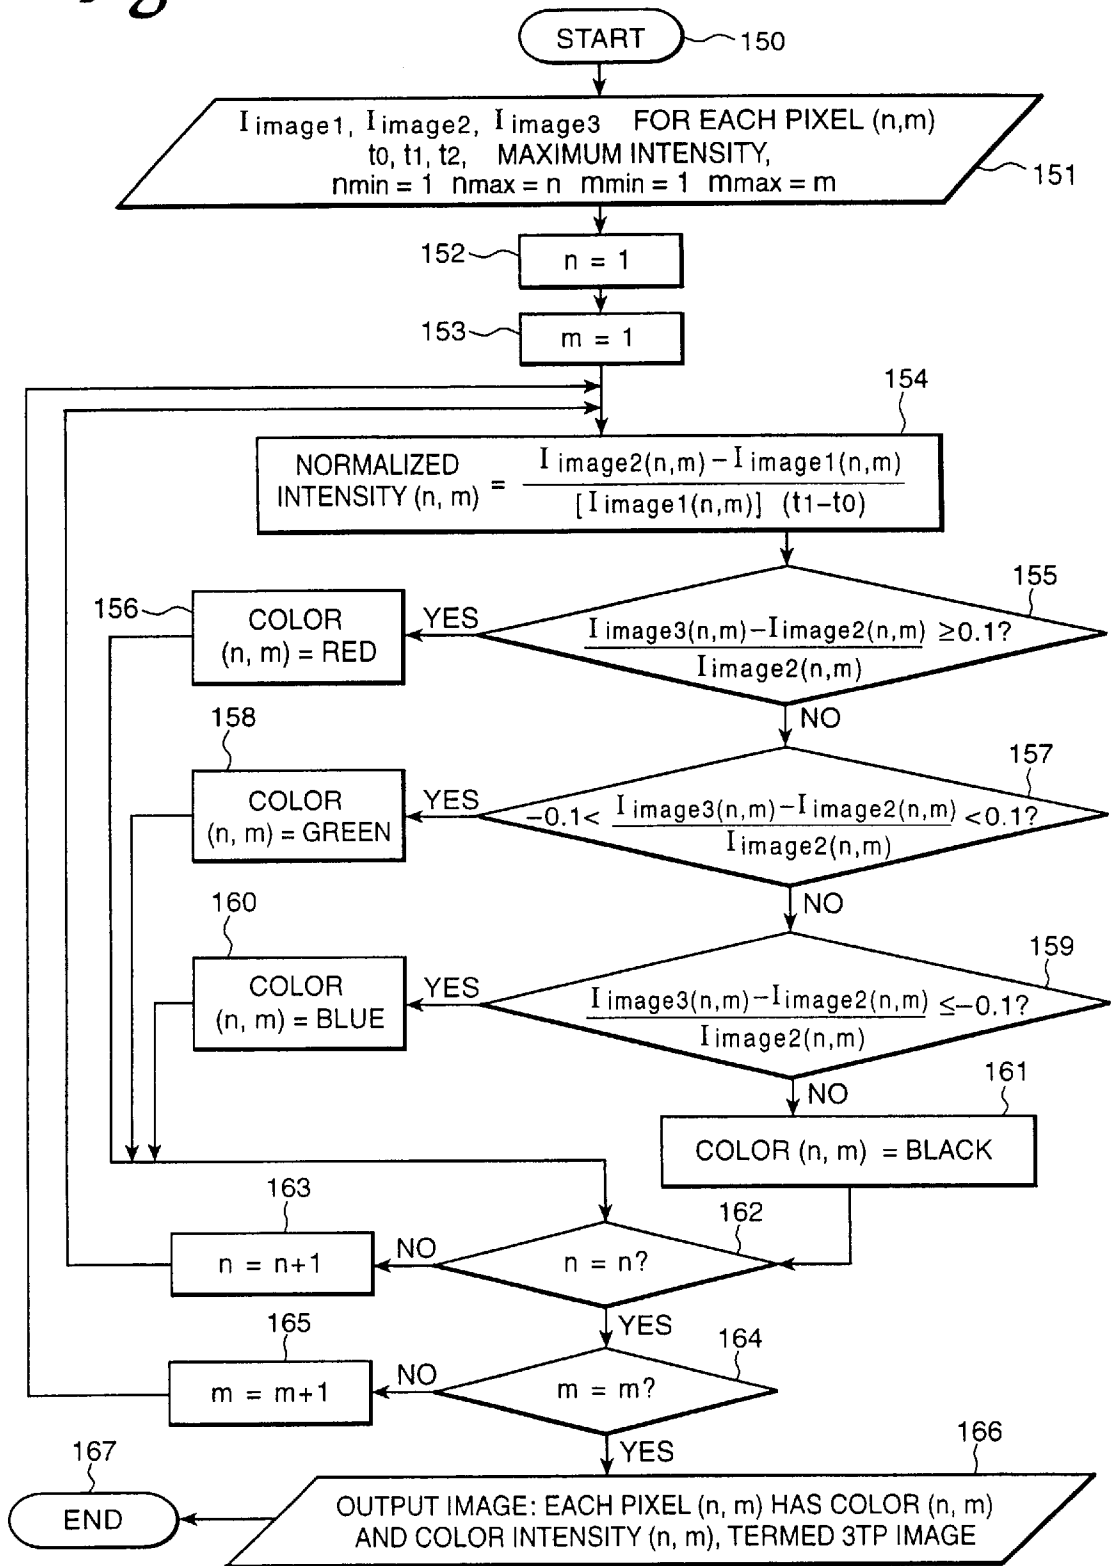 START
150
I image1, I image2, I image3 FOR EACH PIXEL (n,m)
t0, t1, t2, MAXIMUM INTENSITY,
nmin = 1 nmax = n mmin = 1 mmax = m
151
152
n = 1
153
m = 1
154
NORMALIZED
INTENSITY (n, m) =
I image2(n,m) – I image1(n,m)
[I image1(n,m)] (t1–t0)
155
I image3(n,m)–I image2(n,m) ≥0.1?
I image2(n,m)
YES
156
COLOR
(n, m) = RED
NO
157
-0.1< I image3(n,m)–I image2(n,m) <0.1?
I image2(n,m)
YES
158
COLOR
(n, m) = GREEN
NO
159
I image3(n,m)–I image2(n,m) ≤–0.1?
I image2(n,m)
YES
160
COLOR
(n, m) = BLUE
NO
161
COLOR (n, m) = BLACK
162
n = n?
NO
163
n = n+1
YES
164
m = m?
NO
165
m = m+1
YES
166
OUTPUT IMAGE: EACH PIXEL (n, m) HAS COLOR (n, m)
AND COLOR INTENSITY (n, m), TERMED 3TP IMAGE
167
END